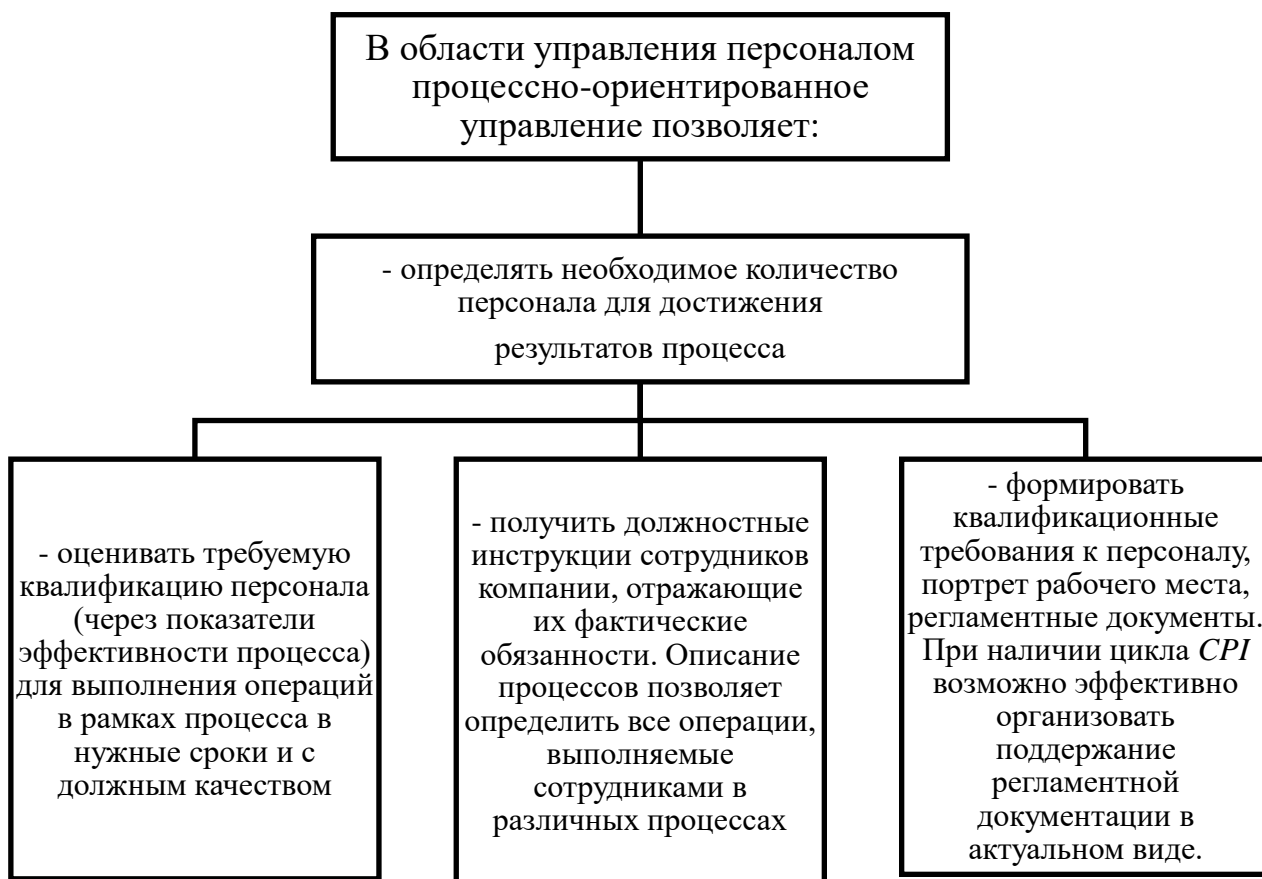 В области управления персоналом
процессно-ориентированное
управление позволяет:
- определять необходимое количество
персонала для достижения
результатов процесса
- оценивать требуемую
квалификацию персонала
(через показатели
эффективности процесса)
для выполнения операций
в рамках процесса в
нужные сроки и с
должным качеством
- получить должностные
инструкции сотрудников
компании, отражающие
их фактические
обязанности. Описание
процессов позволяет
определить все операции,
выполняемые
сотрудниками в
различных процессах
- формировать
квалификационные
требования к персоналу,
портрет рабочего места,
регламентные документы.
При наличии цикла CPI
возможно эффективно
организовать
поддержание
регламентной
документации в
актуальном виде.